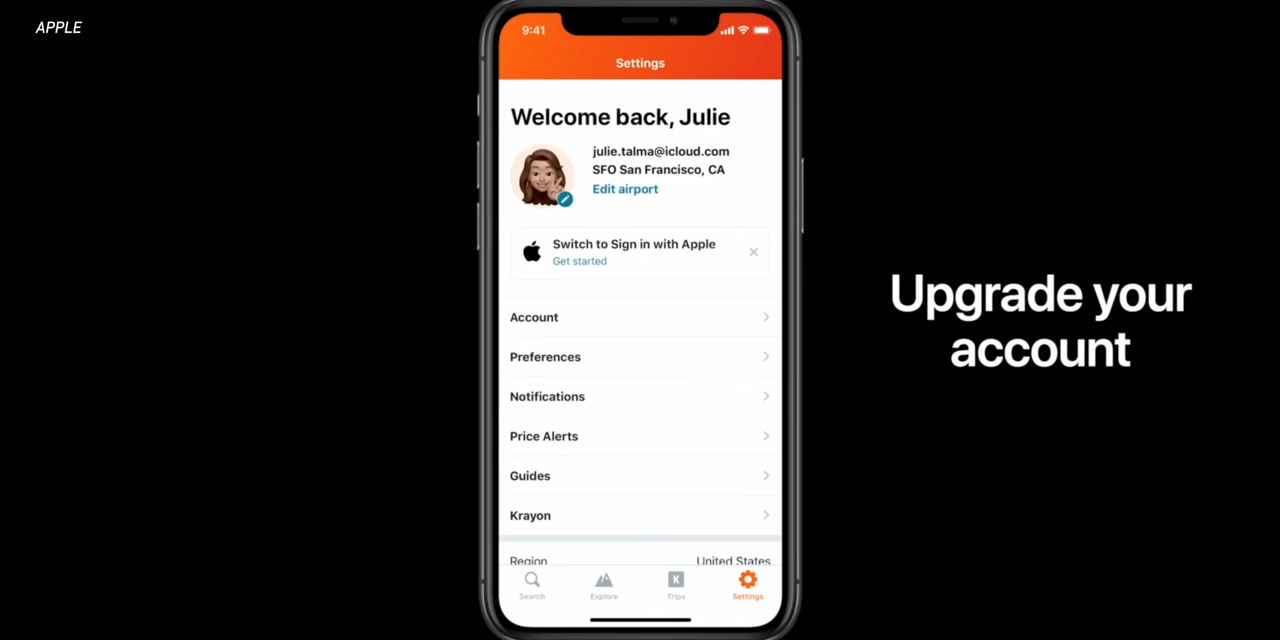 APPLE
9:41
Settings
Welcome back, Julie
julie.talma@icloud.com
SFO San Francisco, CA
Edit airport
Switch to Sign in with Apple
Get started
Account
Preferences
Notifications
Price Alerts
Guides
Krayon
Region United States
Search Explore K Trips Settings
Upgrade your
account